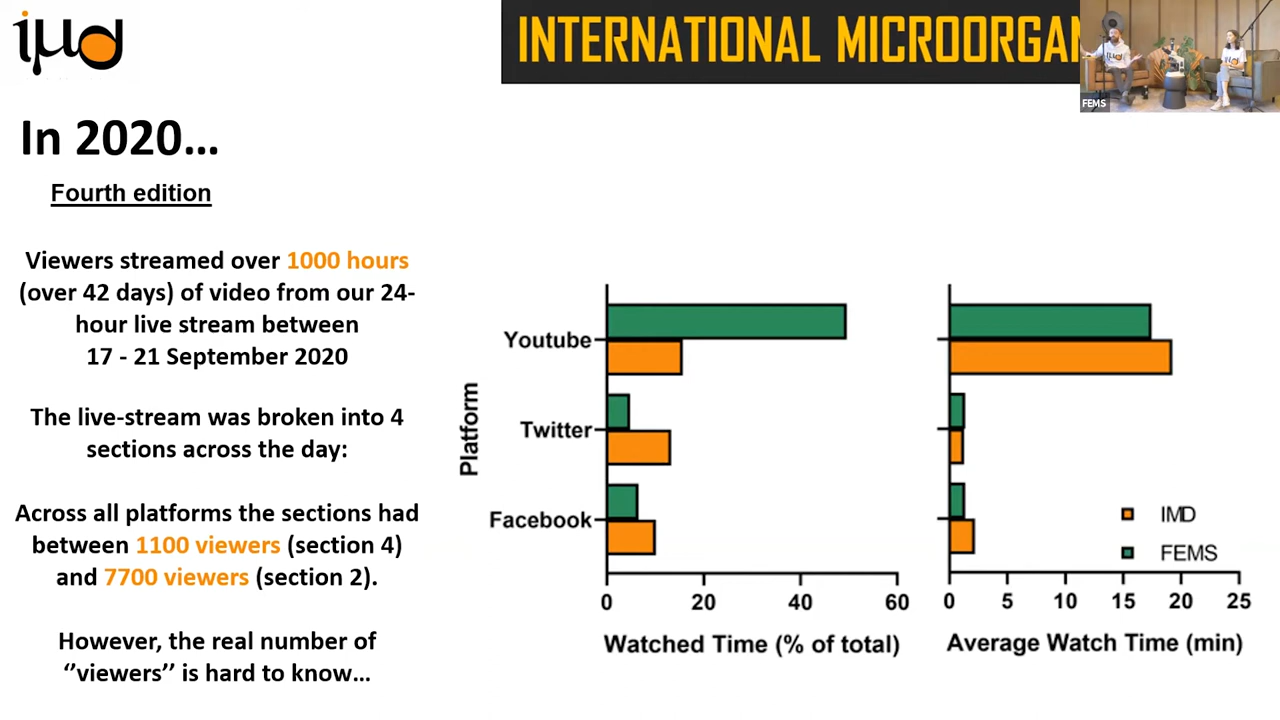 iμd
INTERNATIONAL MICROORGAN
FEMS
In 2020…
Fourth edition
Viewers streamed over 1000 hours
(over 42 days) of video from our 24-
hour live stream between
17 - 21 September 2020
The live-stream was broken into 4
sections across the day:
Across all platforms the sections had
between 1100 viewers (section 4)
and 7700 viewers (section 2).
However, the real number of
‘’viewers’’ is hard to know…
Platform
Youtube
Twitter
Facebook
0 20 40 60
Watched Time (% of total)
IMD
FEMS
0 5 10 15 20 25
Average Watch Time (min)